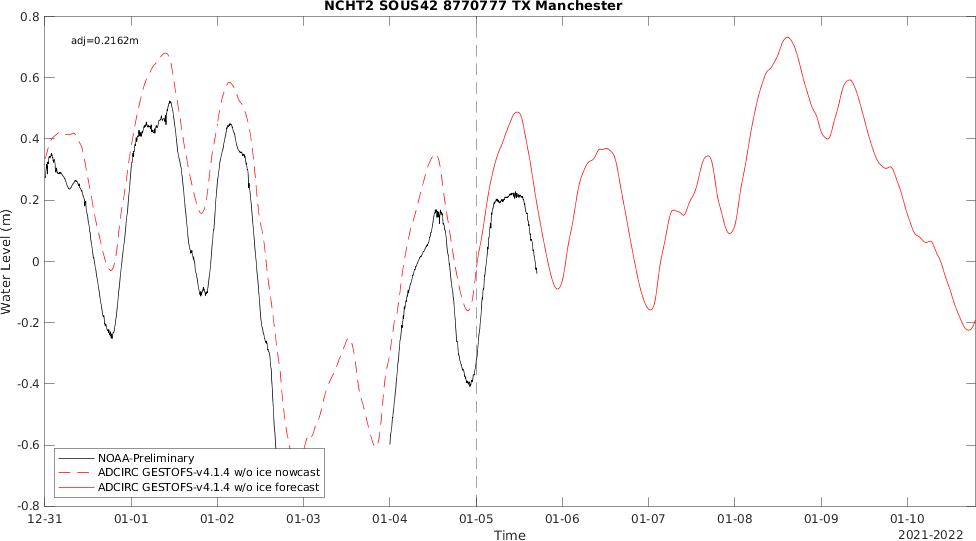 NCHT2 SOUS42 8770777 TX Manchester
adj=0.2162m
0.8
0.6
0.4
0.2
0
-0.2
-0.4
-0.6
-0.8
Water Level (m)
NOAA-Preliminary
ADCIRC GESTOFS-v4.1.4 w/o ice nowcast
ADCIRC GESTOFS-v4.1.4 w/o ice forecast
12-31 01-01 01-02 01-03 01-04 01-05 01-06 01-07 01-08 01-09 01-10
Time
2021-2022